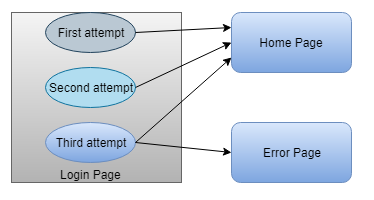 First attempt
Home Page
Second attempt
Third attempt
Error Page
Login Page